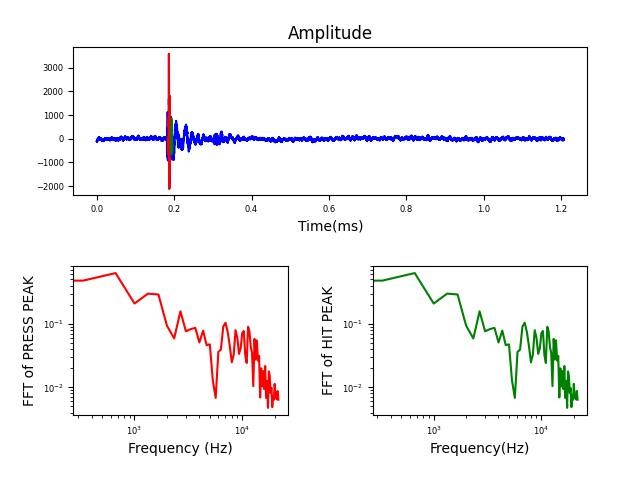 Amplitude
3000
2000
1000
0
−1000
−2000
0.0 0.2 0.4 0.6 0.8 1.0 1.2
Time(ms)
FFT of PRESS PEAK
10⁻¹
10⁻²
10³ 10⁴
Frequency (Hz)
FFT of HIT PEAK
10⁻¹
10⁻²
10³ 10⁴
Frequency(Hz)